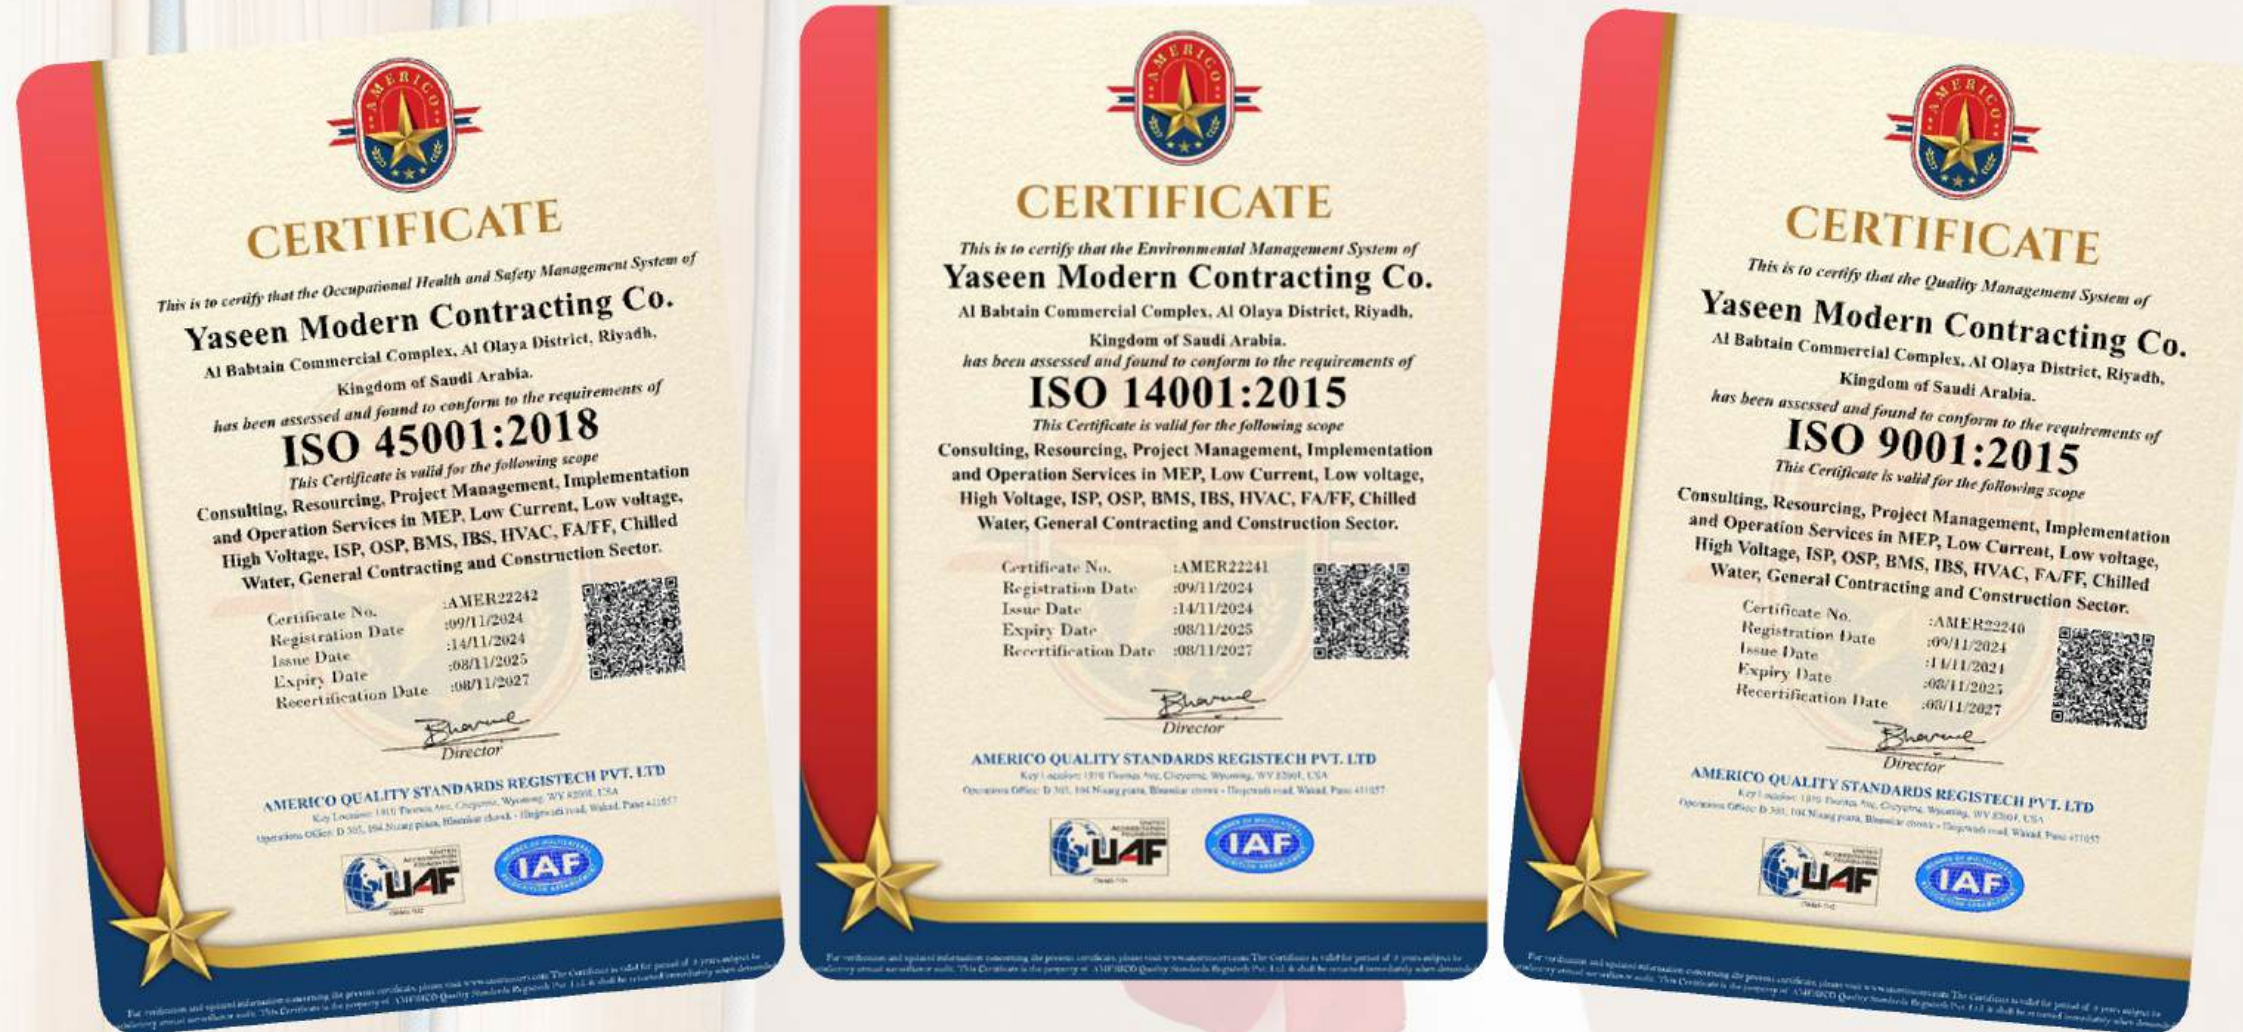 AMERICO
CERTIFICATE
This is to certify that the Occupational Health and Safety Management System of
Yaseen Modern Contracting Co.
Al Babtain Commercial Complex, Al Olaya District, Riyadh,
Kingdom of Saudi Arabia.
has been assessed and found to conform to the requirements of
ISO 45001:2018
This Certificate is valid for the following scope
Consulting, Resourcing, Project Management, Implementation
and Operation Services in MEP, Low Current, Low voltage,
High Voltage, ISP, OSP, BMS, IBS, HVAC, FA/FF, Chilled
Water, General Contracting and Construction Sector.
Certificate No. :AMER22242
Registration Date :09/11/2024
Issue Date :14/11/2024
Expiry Date :08/11/2025
Recertification Date :08/11/2027
Director
AMERICO QUALITY STANDARDS REGISTECH PVT. LTD
UNITED
ACCREDITATION
FOUNDATION
UAF
IAF
AMERICO
CERTIFICATE
This is to certify that the Environmental Management System of
Yaseen Modern Contracting Co.
Al Babtain Commercial Complex, Al Olaya District, Riyadh,
Kingdom of Saudi Arabia.
has been assessed and found to conform to the requirements of
ISO 14001:2015
This Certificate is valid for the following scope
Consulting, Resourcing, Project Management, Implementation
and Operation Services in MEP, Low Current, Low voltage,
High Voltage, ISP, OSP, BMS, IBS, HVAC, FA/FF, Chilled
Water, General Contracting and Construction Sector.
Certificate No. :AMER22241
Registration Date :09/11/2024
Issue Date :14/11/2024
Expiry Date :08/11/2025
Recertification Date :08/11/2027
Director
AMERICO QUALITY STANDARDS REGISTECH PVT. LTD
UNITED
ACCREDITATION
FOUNDATION
UAF
IAF
AMERICO
CERTIFICATE
This is to certify that the Quality Management System of
Yaseen Modern Contracting Co.
Al Babtain Commercial Complex, Al Olaya District, Riyadh,
Kingdom of Saudi Arabia.
has been assessed and found to conform to the requirements of
ISO 9001:2015
This Certificate is valid for the following scope
Consulting, Resourcing, Project Management, Implementation
and Operation Services in MEP, Low Current, Low voltage,
High Voltage, ISP, OSP, BMS, IBS, HVAC, FA/FF, Chilled
Water, General Contracting and Construction Sector.
Certificate No. :AMER22240
Registration Date :09/11/2024
Issue Date :14/11/2024
Expiry Date :08/11/2025
Recertification Date :08/11/2027
Director
AMERICO QUALITY STANDARDS REGISTECH PVT. LTD
UNITED
ACCREDITATION
FOUNDATION
UAF
IAF